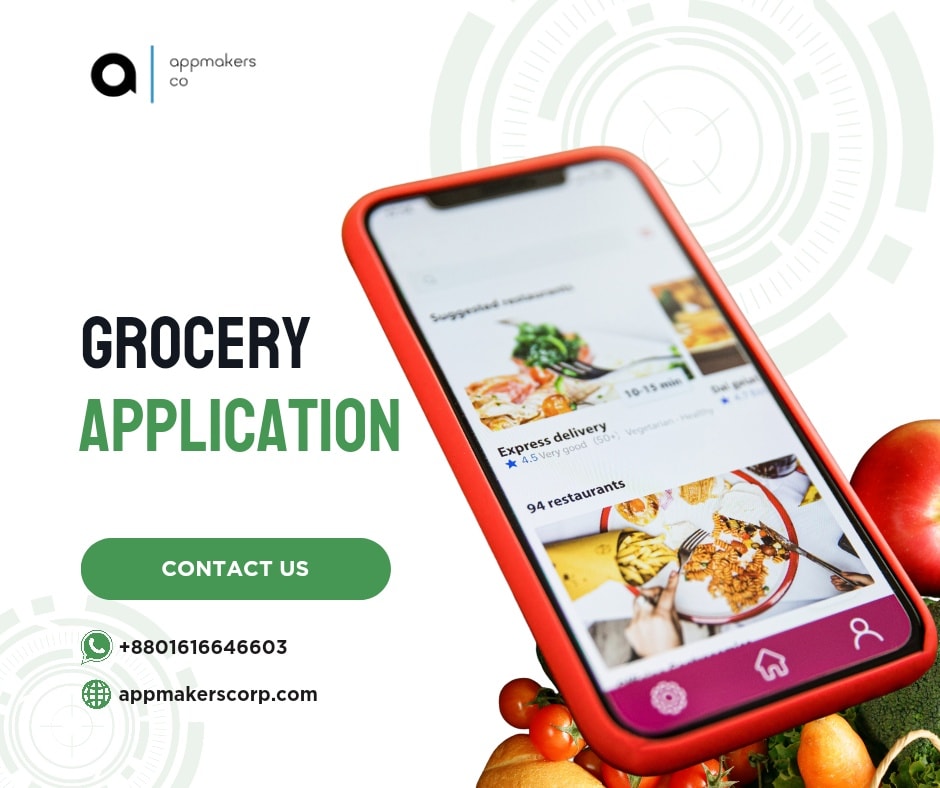 appmakers
co
GROCERY
APPLICATION
CONTACT US
+8801616646603
appmakerscorp.com
Suggested restaurants
10-15 min
Express delivery
4.5 Very good (50+) Vegetarian · Healthy
94 restaurants